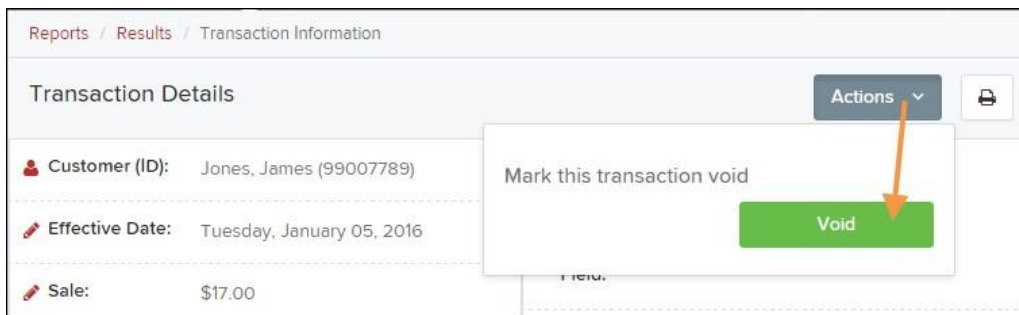 Reports / Results / Transaction Information
Transaction Details
Actions
Customer (ID): Jones, James (99007789)
Mark this transaction void
Void
Effective Date: Tuesday, January 05, 2016
Field:
Sale: $17.00